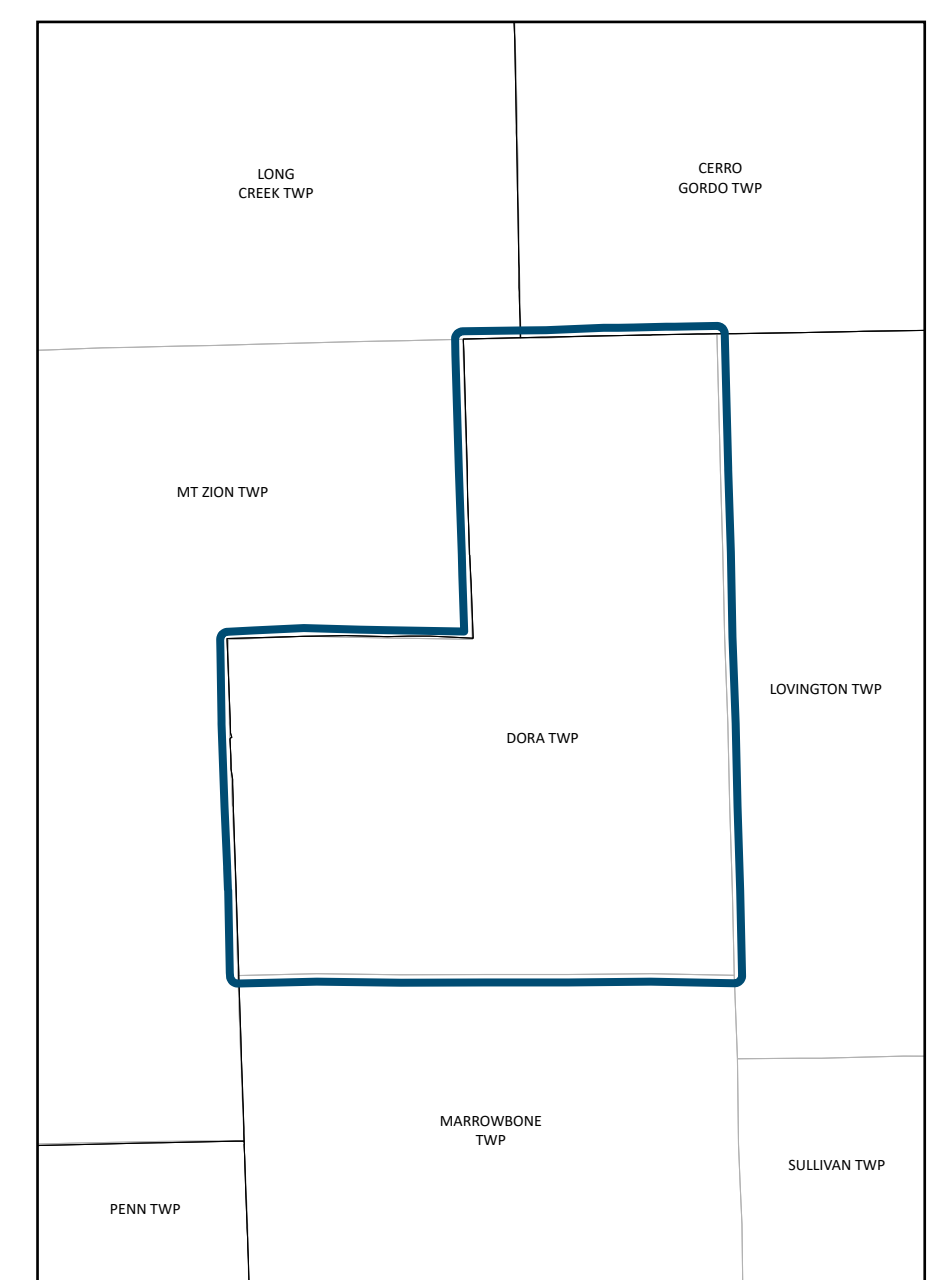 LONG
CREEK TWP
CERRO
GORDO TWP
MT ZION TWP
LOVINGTON TWP
DORA TWP
MARROWBONE
TWP
SULLIVAN TWP
PENN TWP